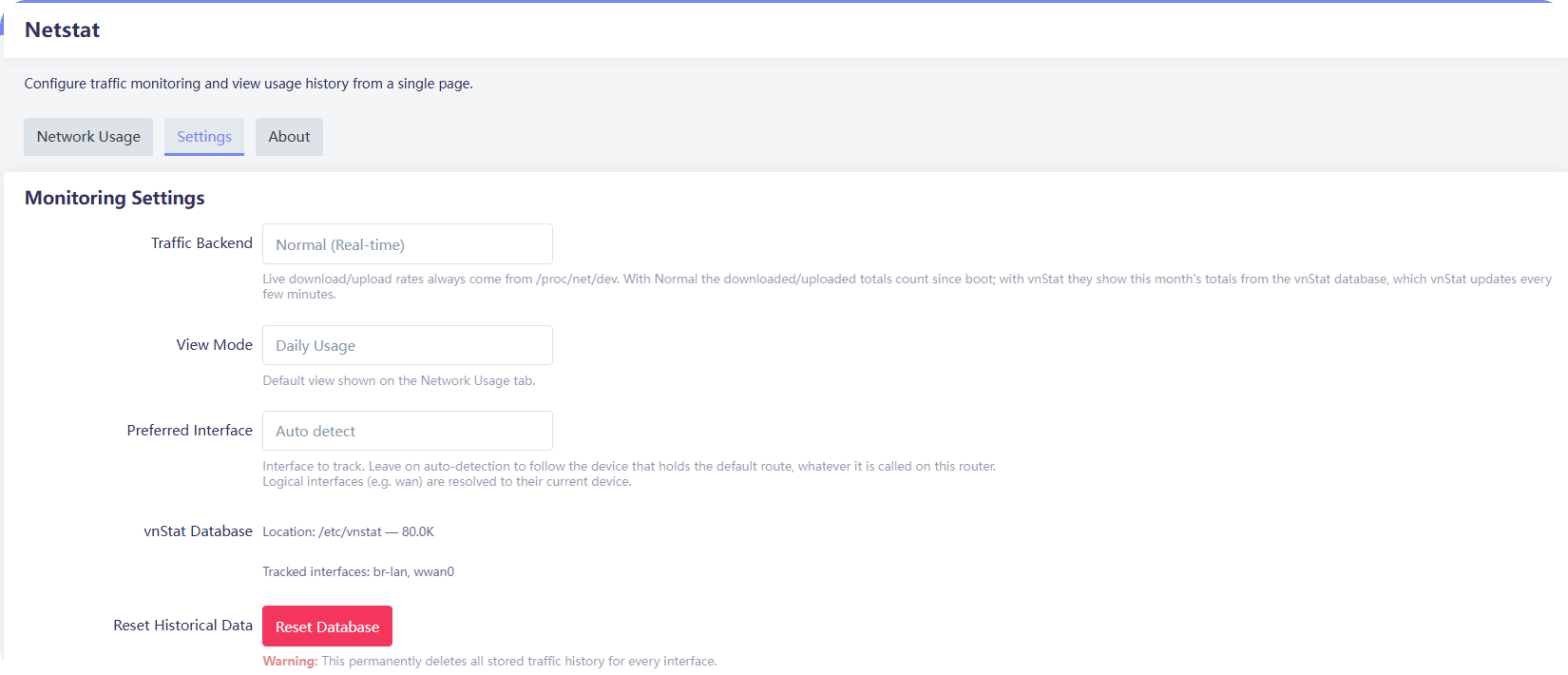 Netstat
Configure traffic monitoring and view usage history from a single page.
Network Usage
Settings
About
Monitoring Settings
Traffic Backend
Normal (Real-time)
Live download/upload rates always come from /proc/net/dev. With Normal the downloaded/uploaded totals count since boot; with vnStat they show this month's totals from the vnStat database, which vnStat updates every
few minutes.
View Mode
Daily Usage
Default view shown on the Network Usage tab.
Preferred Interface
Auto detect
Interface to track. Leave on auto-detection to follow the device that holds the default route, whatever it is called on this router.
Logical interfaces (e.g. wan) are resolved to their current device.
vnStat Database
Location: /etc/vnstat — 80.0K
Tracked interfaces: br-lan, wwan0
Reset Historical Data
Reset Database
Warning: This permanently deletes all stored traffic history for every interface.